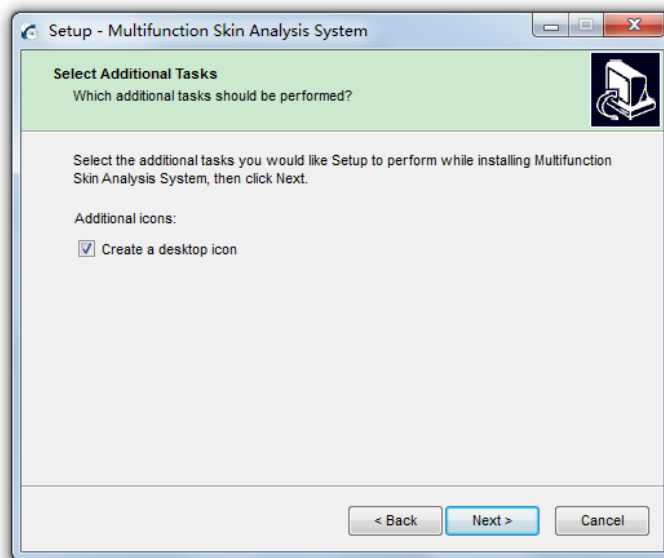 Setup - Multifunction Skin Analysis System
Select Additional Tasks
Which additional tasks should be performed?
Select the additional tasks you would like Setup to perform while installing Multifunction
Skin Analysis System, then click Next.
Additional icons:
Create a desktop icon
< Back
Next >
Cancel